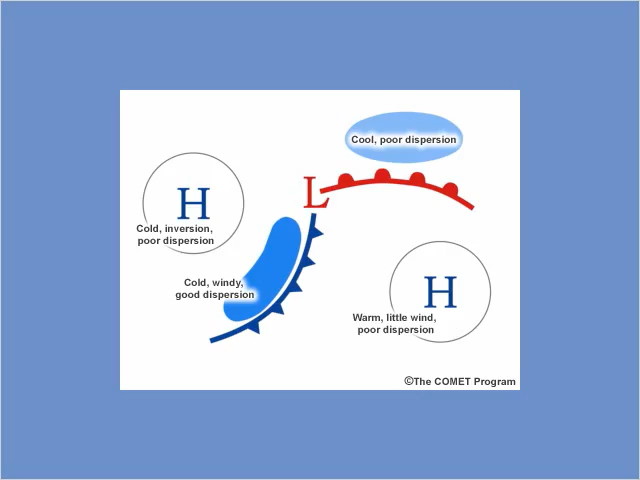 Cool, poor dispersion
H
L
Cold, inversion,
poor dispersion
H
Cold, windy,
good dispersion
Warm, little wind,
poor dispersion
©The COMET Program